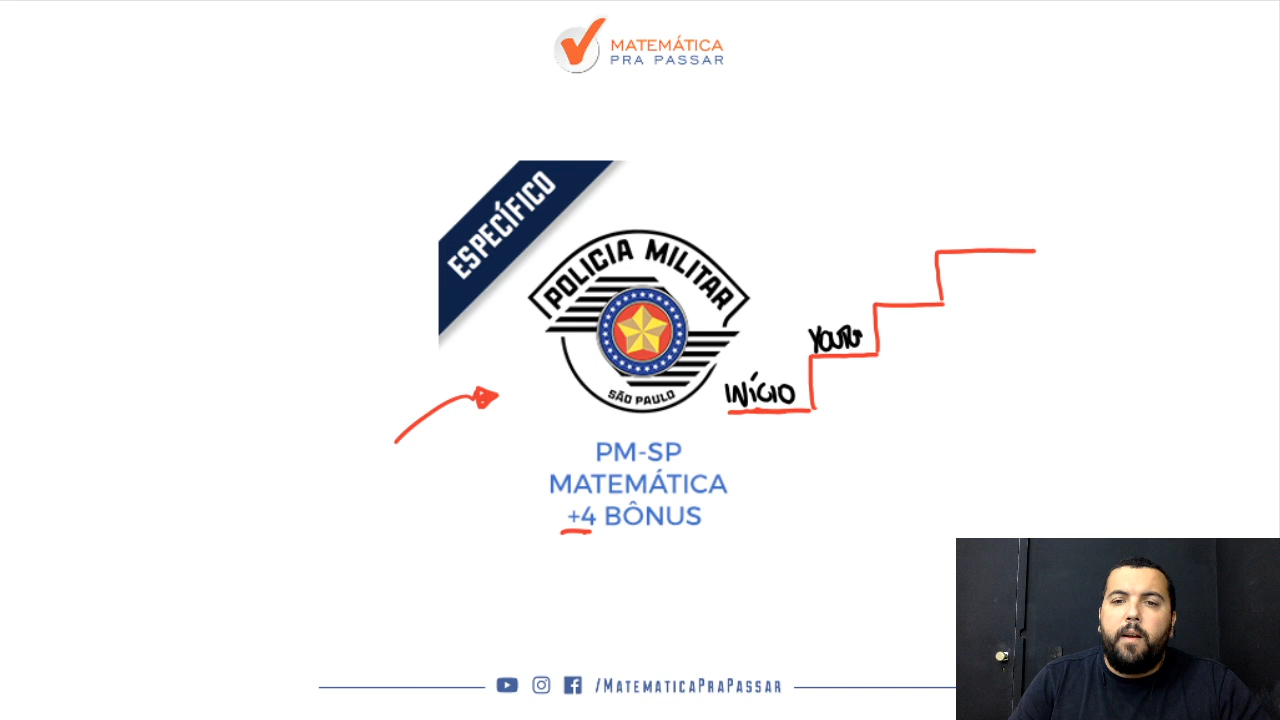 MATEMÁTICA
PRA PASSAR
ESPECÍFICO
POLICIA MILITAR
SÃO PAULO
INÍCIO
PM-SP
MATEMÁTICA
+4 BÔNUS
/MATEMATICAPRAPASSAR